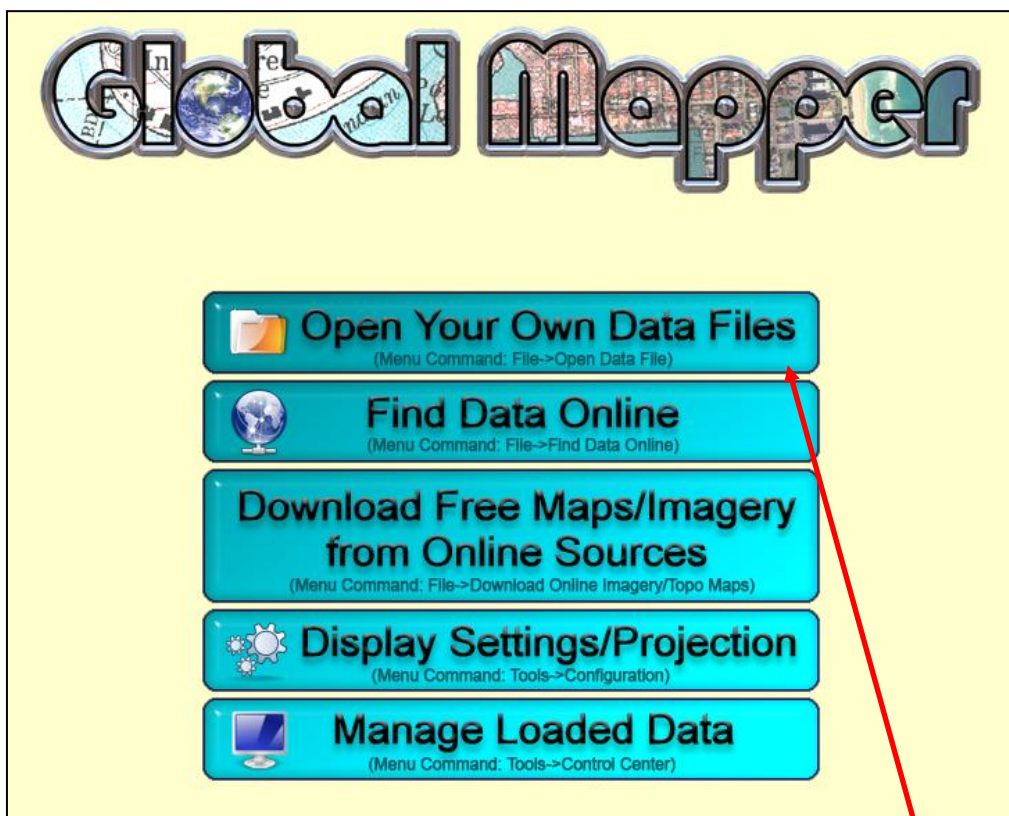 Global Mapper
Open Your Own Data Files
(Menu Command: File->Open Data File)
Find Data Online
(Menu Command: File->Find Data Online)
Download Free Maps/Imagery
from Online Sources
(Menu Command: File->Download Online Imagery/Topo Maps)
Display Settings/Projection
(Menu Command: Tools->Configuration)
Manage Loaded Data
(Menu Command: Tools->Control Center)